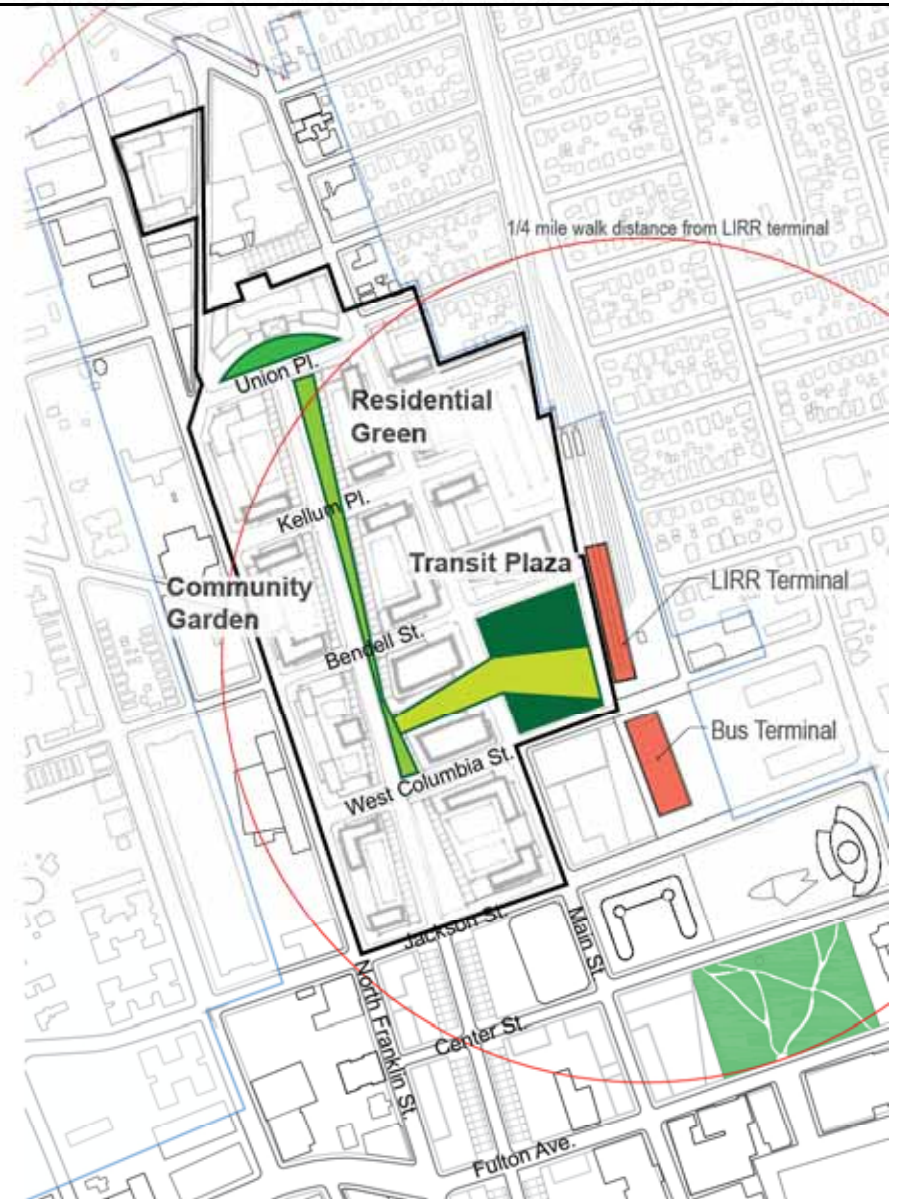 1/4 mile walk distance from LIRR terminal
Union Pl.
Residential
Green
Kellum Pl.
Transit Plaza
LIRR Terminal
Community
Garden
Bendell St.
Bus Terminal
West Columbia St.
Jackson St.
Main St.
North Franklin St.
Center St.
Fulton Ave.